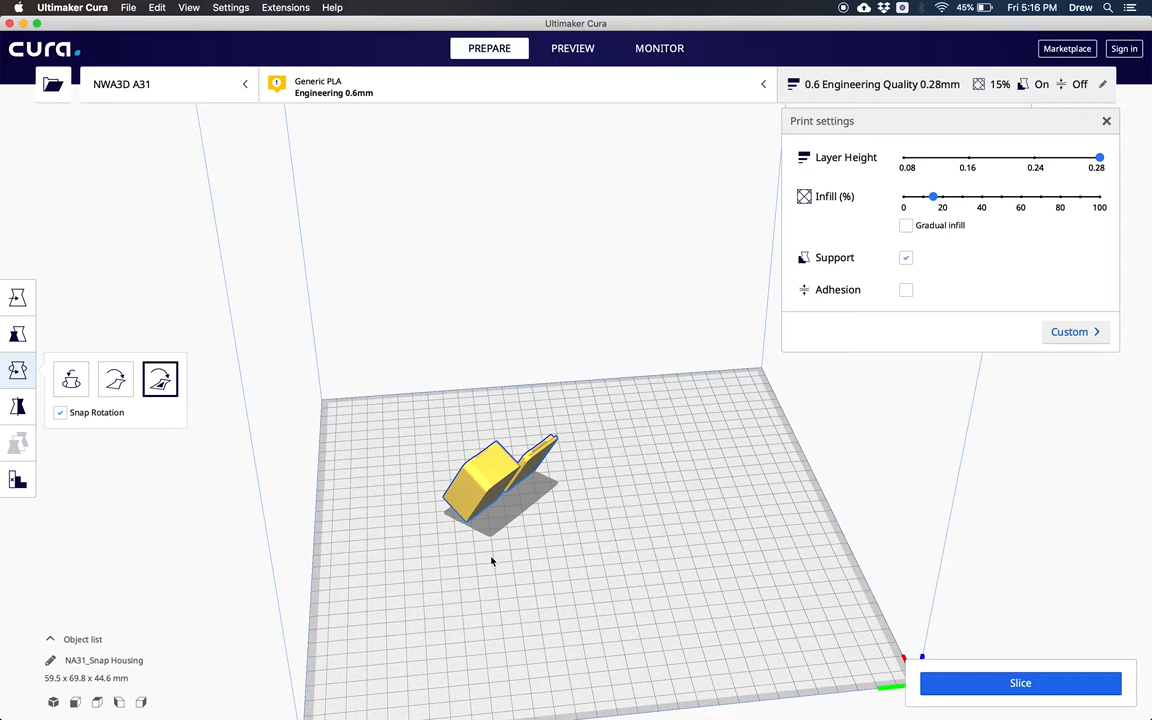 Ultimaker Cura File Edit View Settings Extensions Help 45% Fri 5:16 PM Drew
Ultimaker Cura
cura. PREPARE PREVIEW MONITOR Marketplace Sign in
NWA3D A31
1 Generic PLA
Engineering 0.6mm
0.6 Engineering Quality 0.28mm 15% On Off
Print settings
Layer Height
0.08 0.16 0.24 0.28
Infill (%)
0 20 40 60 80 100
Gradual infill
Support
Adhesion
Custom
Snap Rotation
Object list
NA31_Snap Housing
59.5 x 69.8 x 44.6 mm
Slice